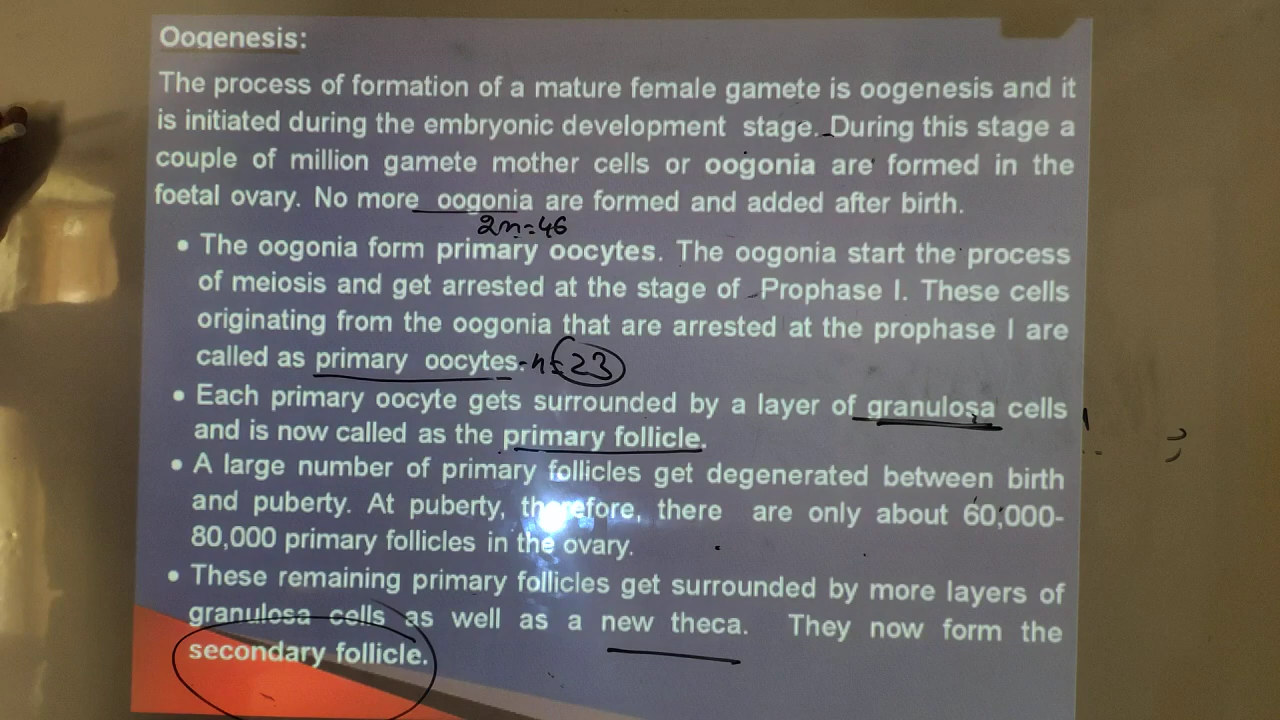 Oogenesis:
The process of formation of a mature female gamete is oogenesis and it
is initiated during the embryonic development stage. During this stage a
couple of million gamete mother cells or oogonia are formed in the
foetal ovary. No more oogonia are formed and added after birth.
2n=46
• The oogonia form primary oocytes. The oogonia start the process
of meiosis and get arrested at the stage of Prophase I. These cells
originating from the oogonia that are arrested at the prophase I are
called as primary oocytes. n=23
• Each primary oocyte gets surrounded by a layer of granulosa cells
and is now called as the primary follicle.
• A large number of primary follicles get degenerated between birth
and puberty. At puberty, therefore, there are only about 60,000-
80,000 primary follicles in the ovary.
• These remaining primary follicles get surrounded by more layers of
granulosa cells as well as a new theca. They now form the
secondary follicle.